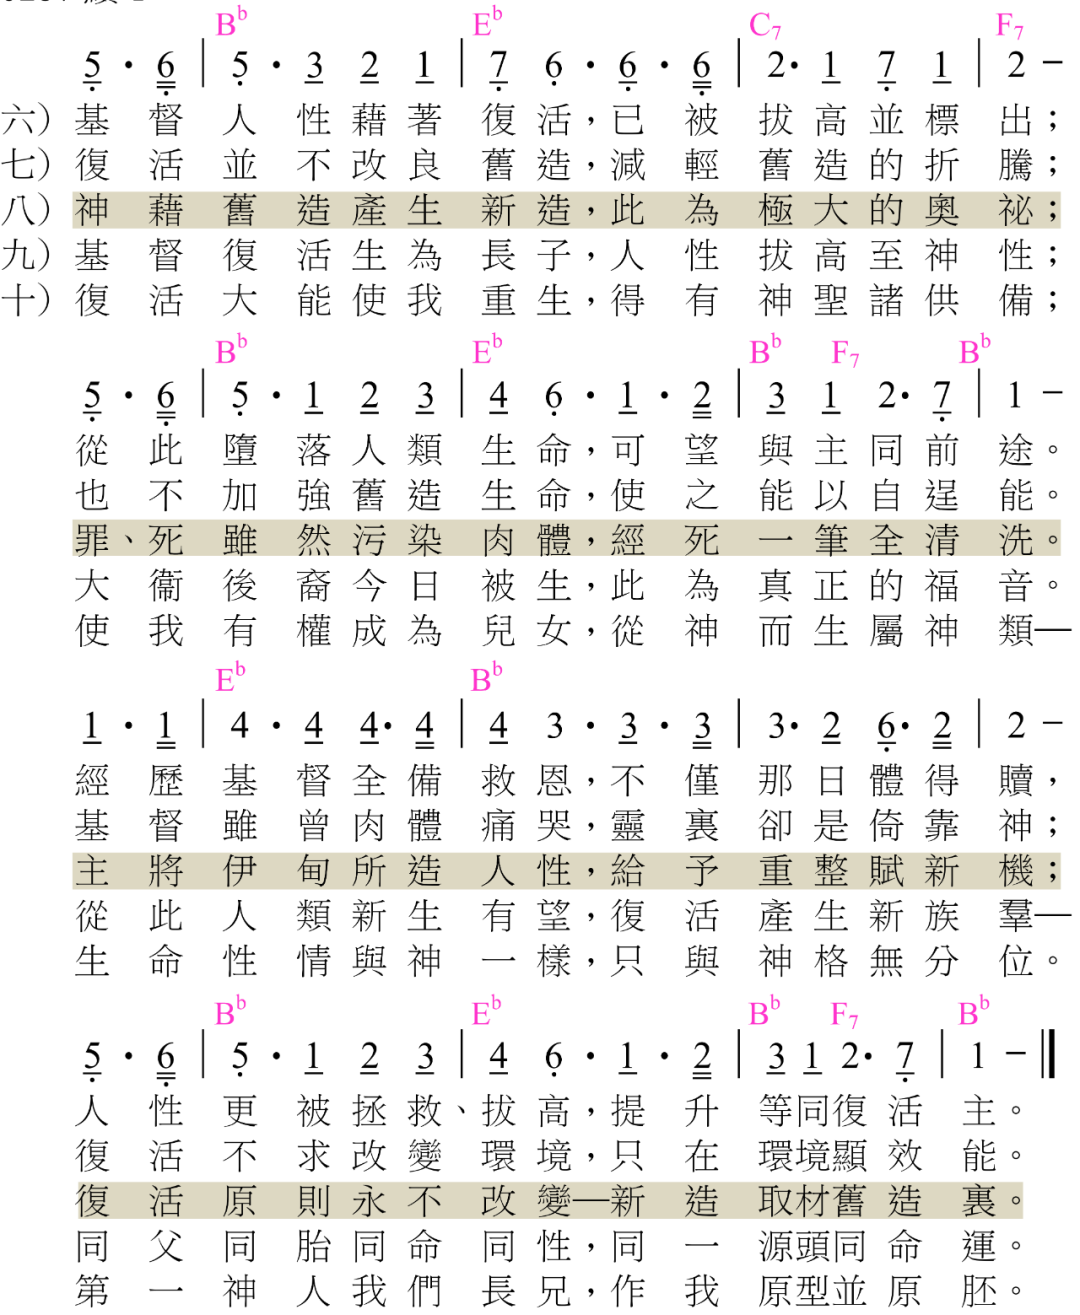 B♭ E♭ C7 F7
5 · 6 | 5 · 3 2 1 | 7 6 · 6 · 6 | 2· 1 7 1 | 2 –
六）基督人性藉著復活，已被拔高並標出；
七）復活並不改良舊造，減輕舊造的折騰；
八）神藉舊造產生新造，此為極大的奧祕；
九）基督復活生為長子，人性拔高至神性；
十）復活大能使我重生，得有神聖諸供備；
B♭ E♭ B♭ F7 B♭
5 · 6 | 5 · 1 2 3 | 4 6 · 1 · 2 | 3 1 2· 7 | 1 –
從此墮落人類生命，可望與主同前途。
也不加強舊造生命，使之能以自逞能。
罪、死雖然污染肉體，經死一筆全清洗。
大衞後裔今日被生，此為真正的福音。
使我有權成為兒女，從神而生屬神類—
E♭ B♭
1 · 1 | 4 · 4 4· 4 | 4 3 · 3 · 3 | 3· 2 6· 2 | 2 –
經歷基督全備救恩，不僅那日體得贖，
基督雖曾肉體痛哭，靈裏卻是倚靠神；
主將伊甸所造人性，給予重整賦新機；
從此人類新生有望，復活產生新族羣—
生命性情與神一樣，只與神格無分位。
B♭ E♭ B♭ F7 B♭
5 · 6 | 5 · 1 2 3 | 4 6 · 1 · 2 | 3 1 2· 7 | 1 – ‖
人性更被拯救、拔高，提升等同復活主。
復活不求改變環境，只在環境顯效能。
復活原則永不改變—新造取材舊造裏。
同父同胎同命同性，同一源頭同命運。
第一神人我們長兄，作我原型並原胚。